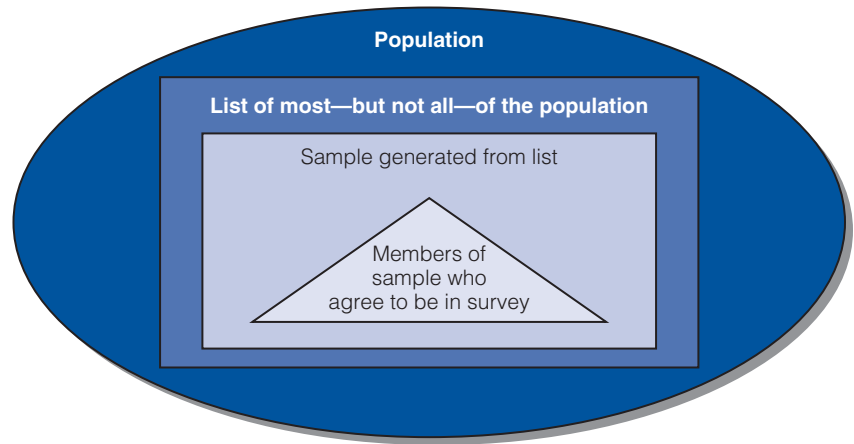 Population
List of most—but not all—of the population
Sample generated from list
Members of
sample who
agree to be in survey